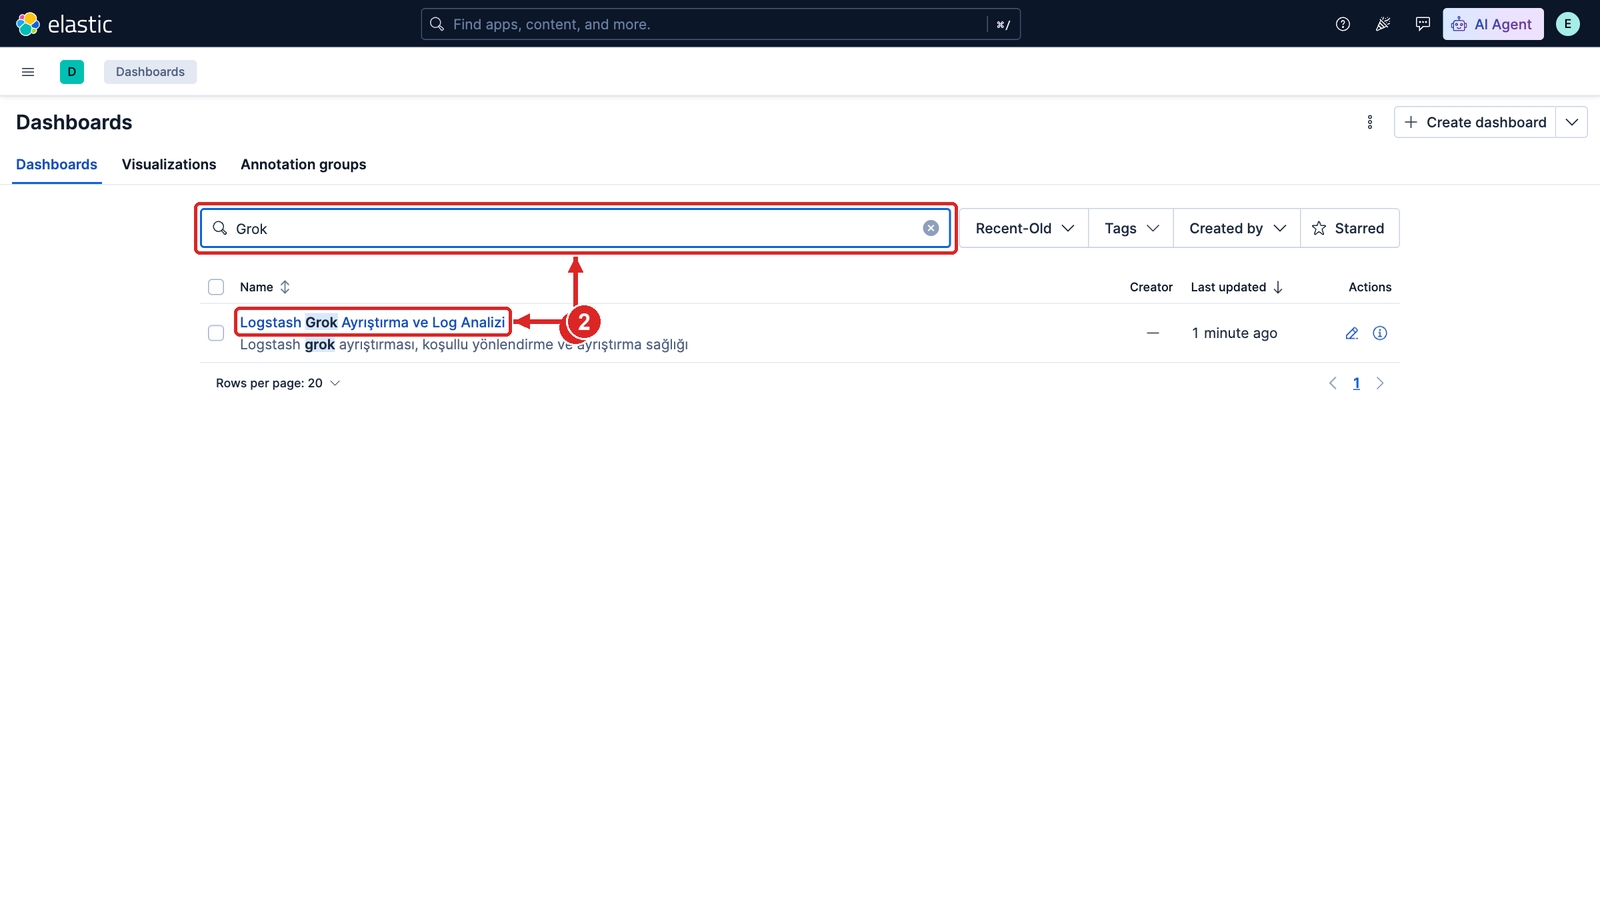 elastic
Find apps, content, and more.
⌘/
AI Agent
E
D
Dashboards
Dashboards
Create dashboard
Dashboards
Visualizations
Annotation groups
Grok
Recent-Old
Tags
Created by
Starred
Name
Creator
Last updated
Actions
Logstash Grok Ayrıştırma ve Log Analizi
2
Logstash grok ayrıştırması, koşullu yönlendirme ve ayrıştırma sağlığı
—
1 minute ago
Rows per page: 20
1